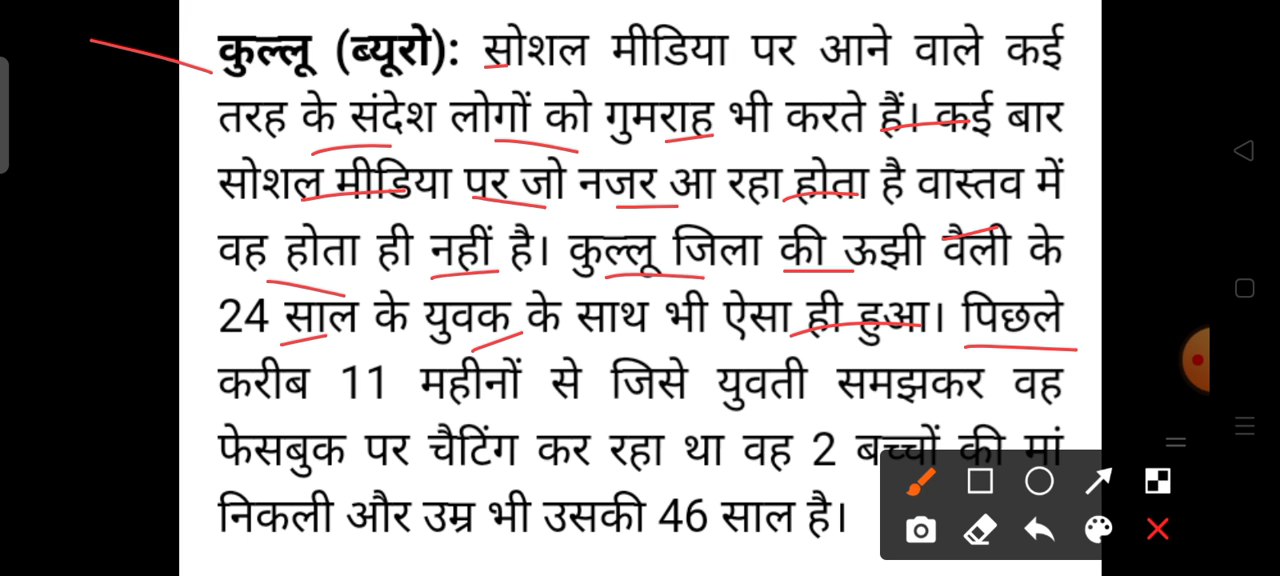 कुल्लू (ब्यूरो): सोशल मीडिया पर आने वाले कई
तरह के संदेश लोगों को गुमराह भी करते हैं। कई बार
सोशल मीडिया पर जो नजर आ रहा होता है वास्तव में
वह होता ही नहीं है। कुल्लू जिला की ऊझी वैली के
24 साल के युवक के साथ भी ऐसा ही हुआ। पिछले
करीब 11 महीनों से जिसे युवती समझकर वह
फेसबुक पर चैटिंग कर रहा था वह 2 बच्चों की मां
निकली और उम्र भी उसकी 46 साल है।